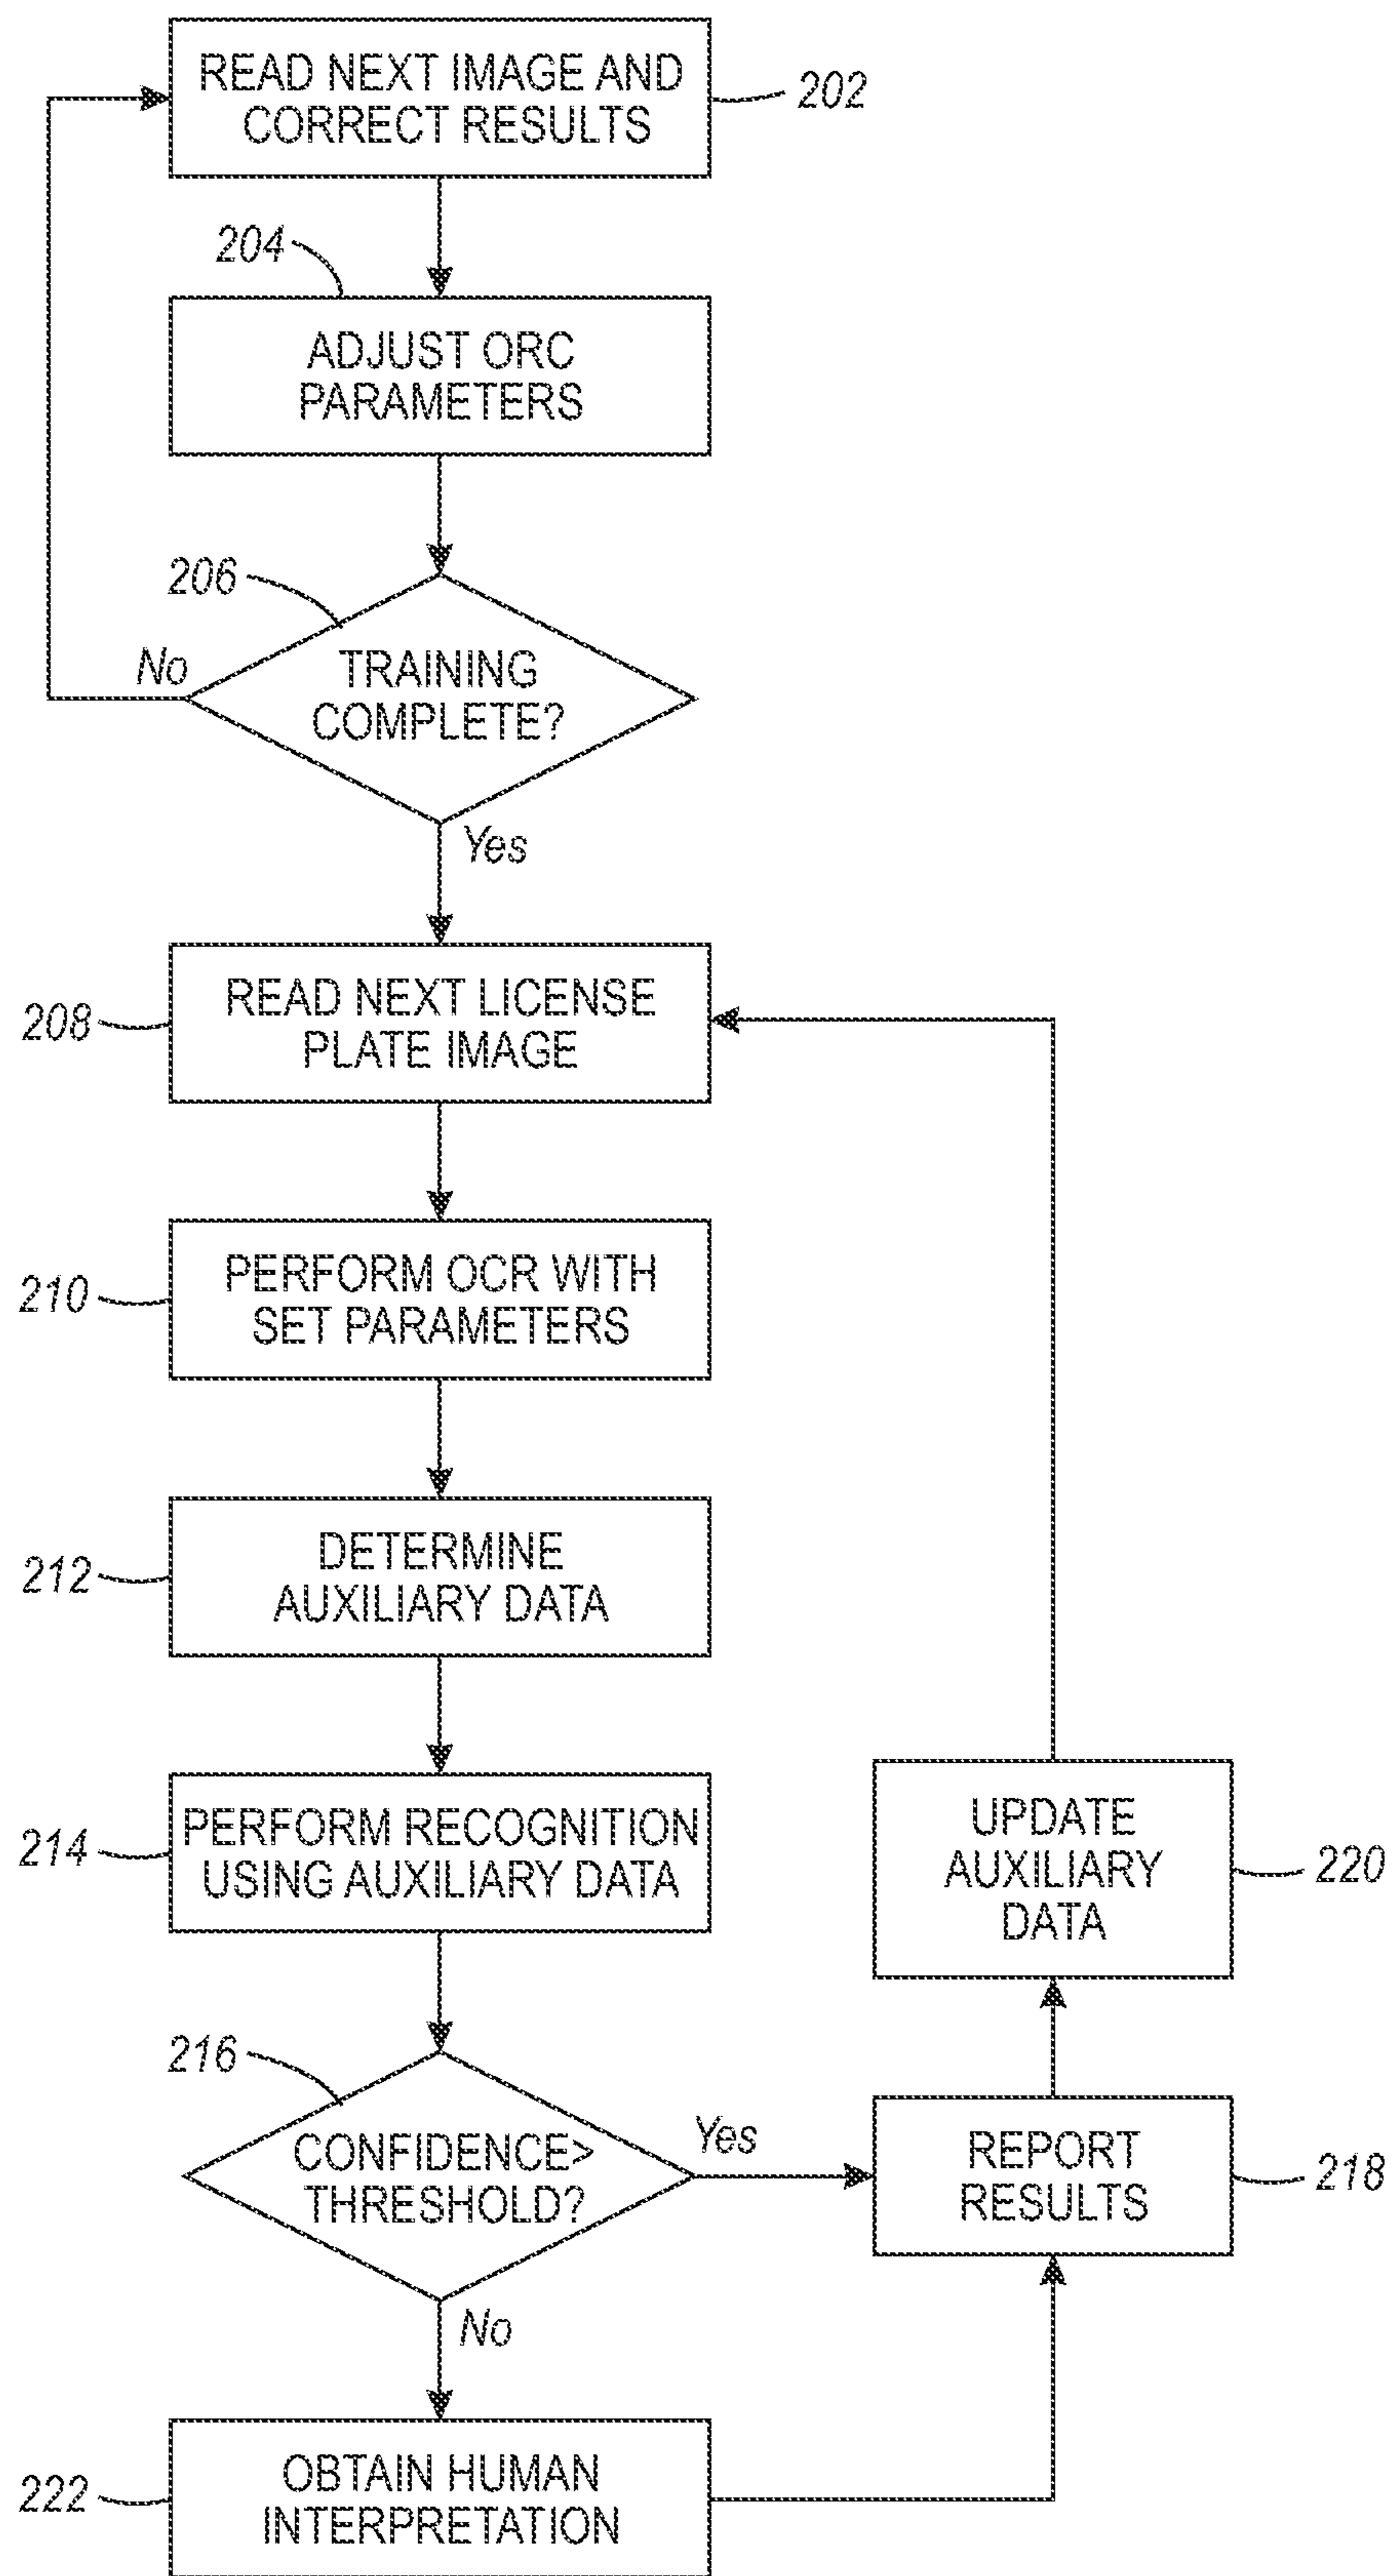 READ NEXT IMAGE AND
CORRECT RESULTS
202
204
ADJUST ORC
PARAMETERS
206
No
TRAINING
COMPLETE?
Yes
208
READ NEXT LICENSE
PLATE IMAGE
210
PERFORM OCR WITH
SET PARAMETERS
212
DETERMINE
AUXILIARY DATA
214
PERFORM RECOGNITION
USING AUXILIARY DATA
UPDATE
AUXILIARY
DATA
220
216
CONFIDENCE>
THRESHOLD?
Yes
REPORT
RESULTS
218
No
222
OBTAIN HUMAN
INTERPRETATION